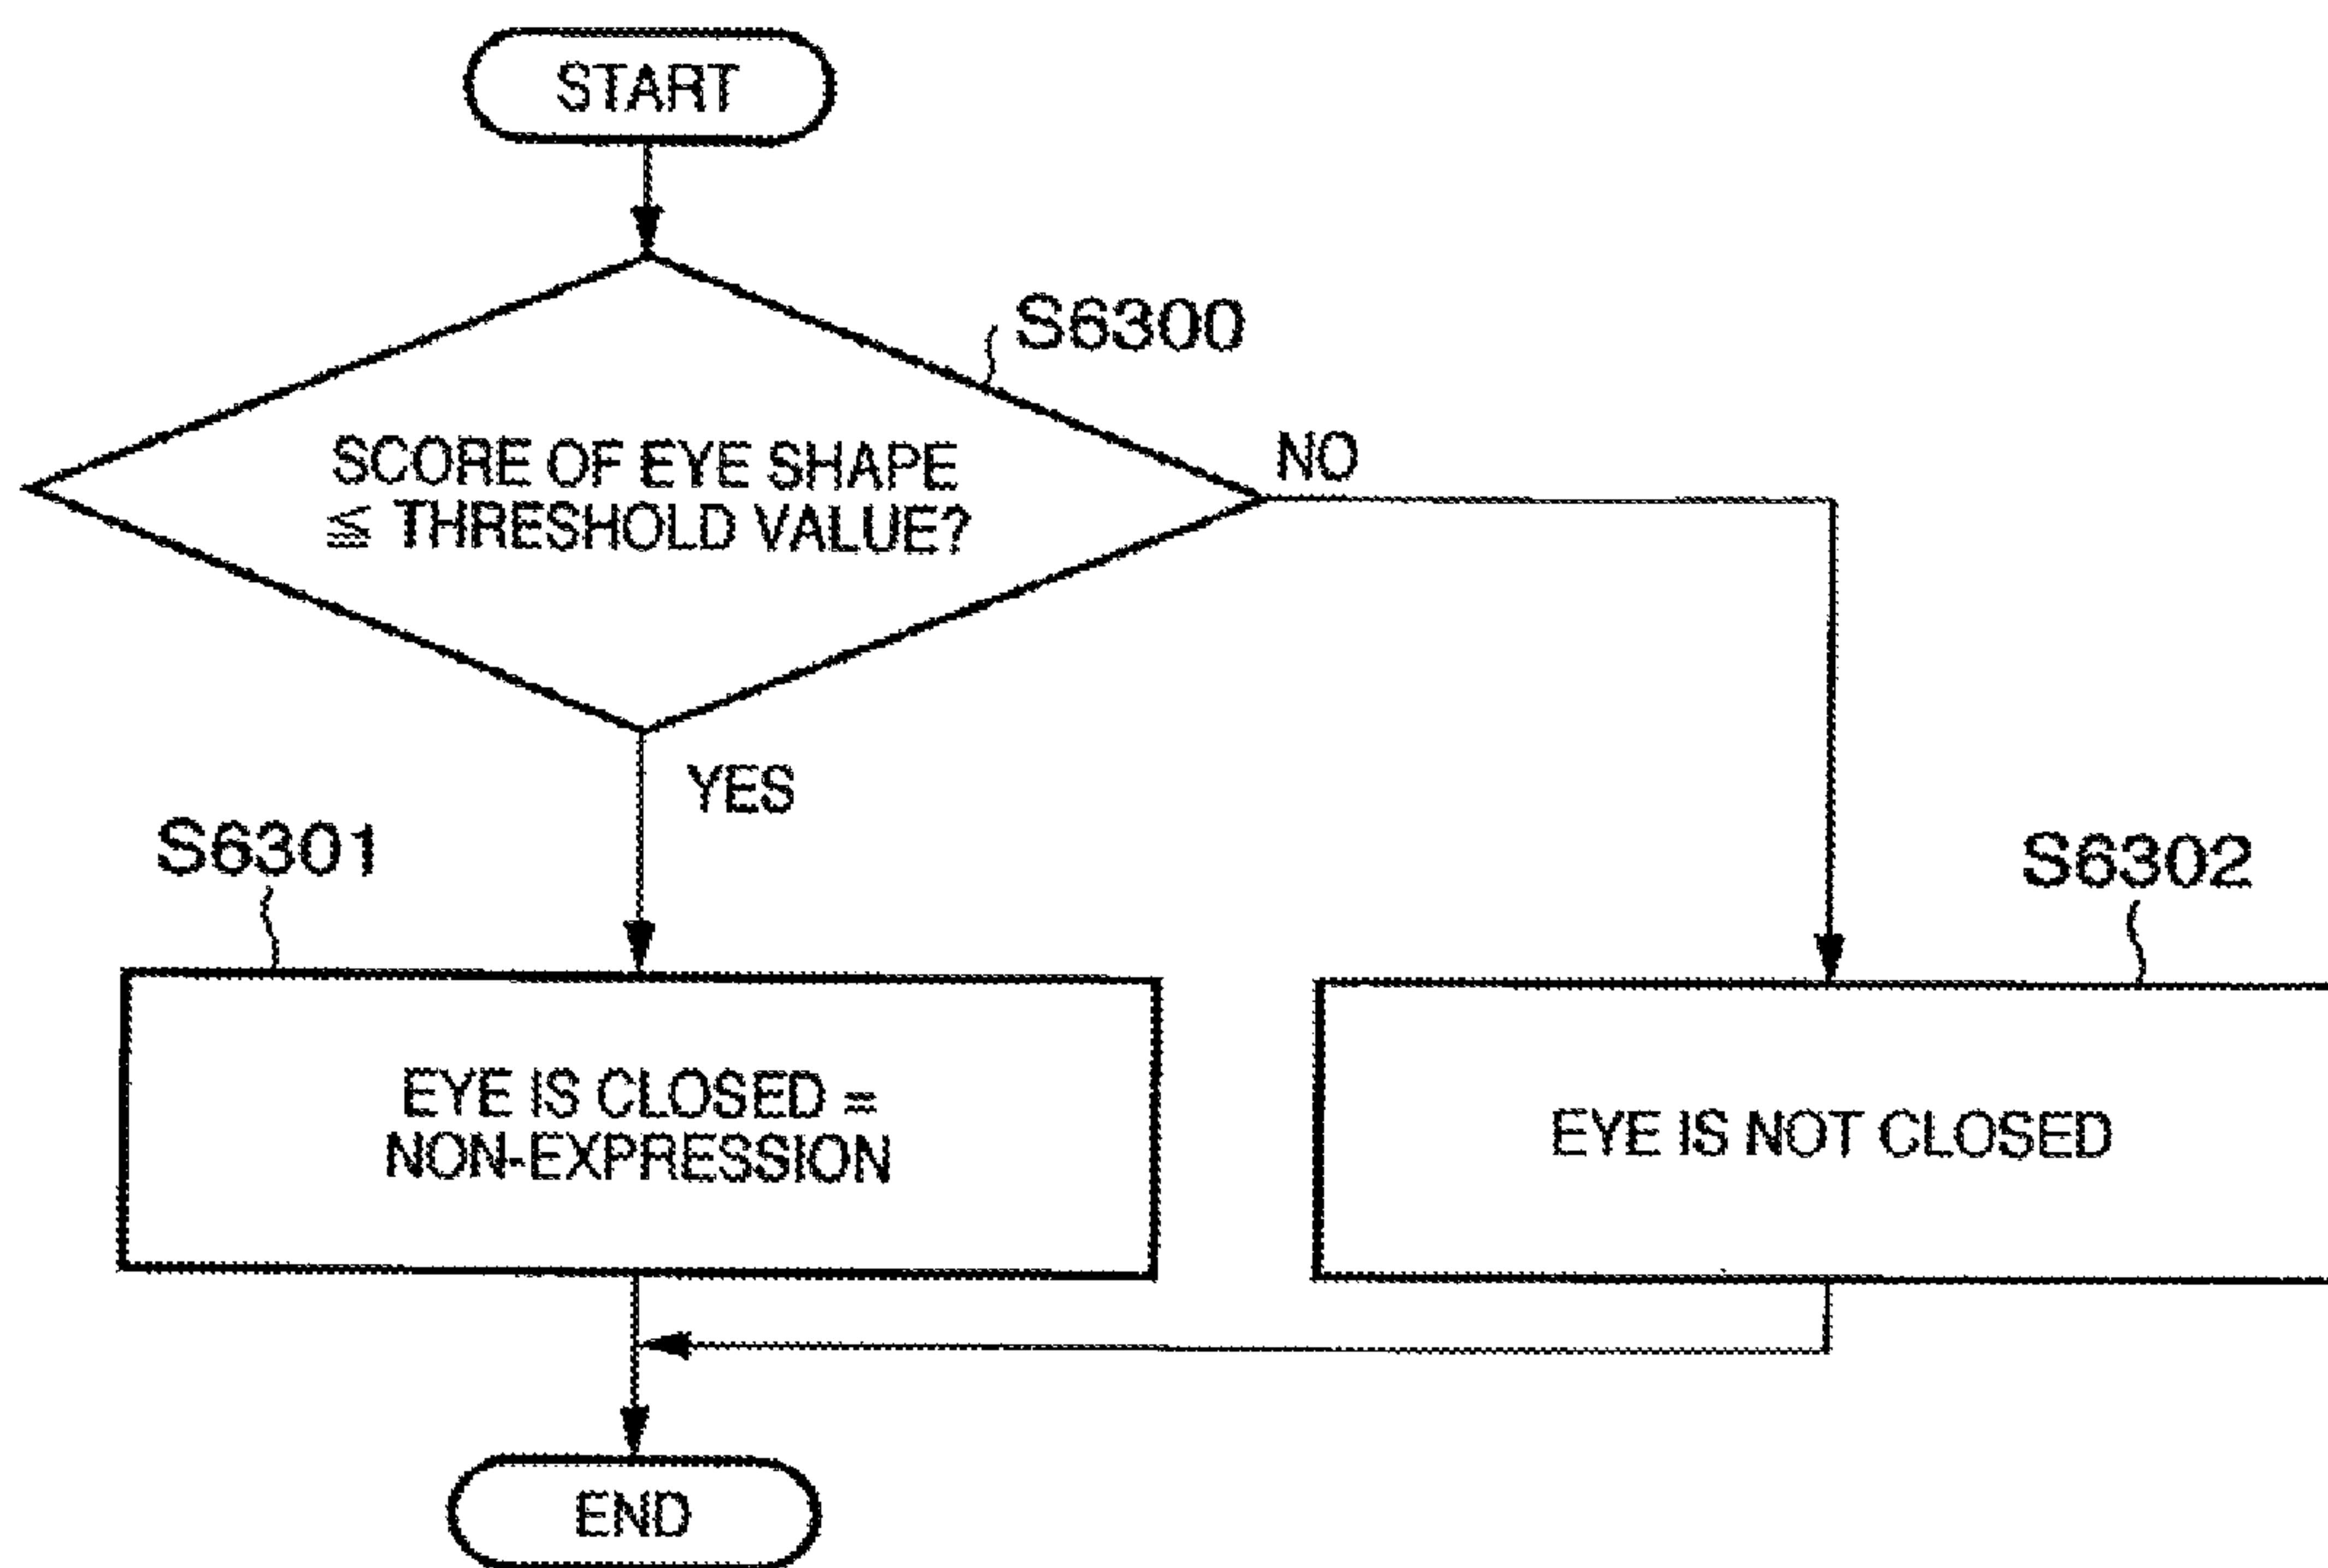 START
S6300
SCORE OF EYE SHAPE
≦ THRESHOLD VALUE?
NO
YES
S6301
S6302
EYE IS CLOSED =
NON-EXPRESSION
EYE IS NOT CLOSED
END